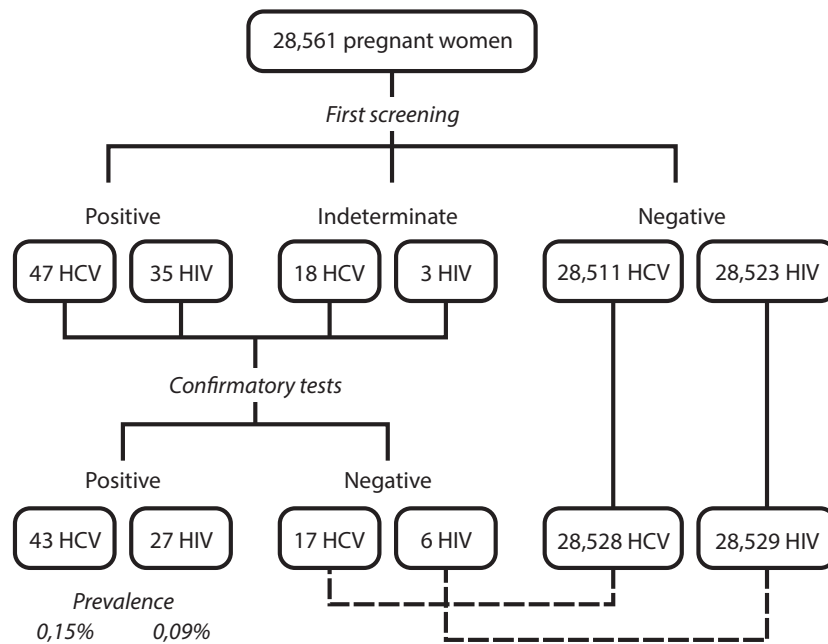 28,561 pregnant women
First screening
Positive Indeterminate Negative
47 HCV 35 HIV 18 HCV 3 HIV 28,511 HCV 28,523 HIV
Confirmatory tests
Positive Negative
43 HCV 27 HIV 17 HCV 6 HIV 28,528 HCV 28,529 HIV
Prevalence
0,15% 0,09%